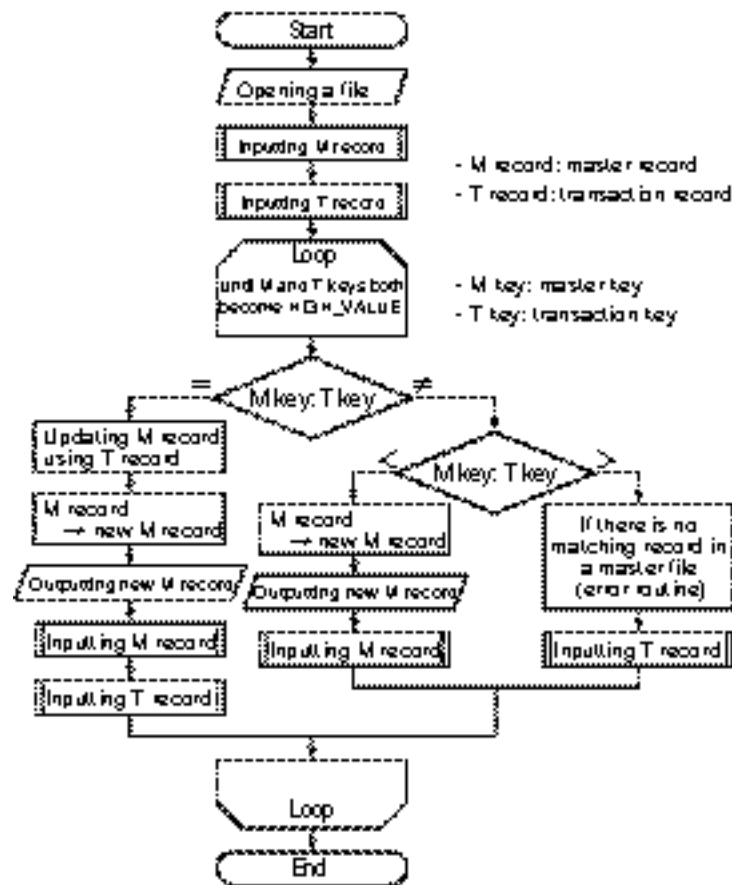 Start
Opening a file
Inputting M record
Inputting T record
- M record: master record
- T record: transaction record
Loop
until M and T keys both
become HIGH_VALUE
- M key: master key
- T key: transaction key
M key: T key
=
≠
Updating M record
using T record
M key: T key
<
>
M record
→ new M record
M record
→ new M record
If there is no
matching record in
a master file
(error routine)
Outputting new M record
Outputting new M record
Inputting M record
Inputting M record
Inputting T record
Inputting T record
Loop
End